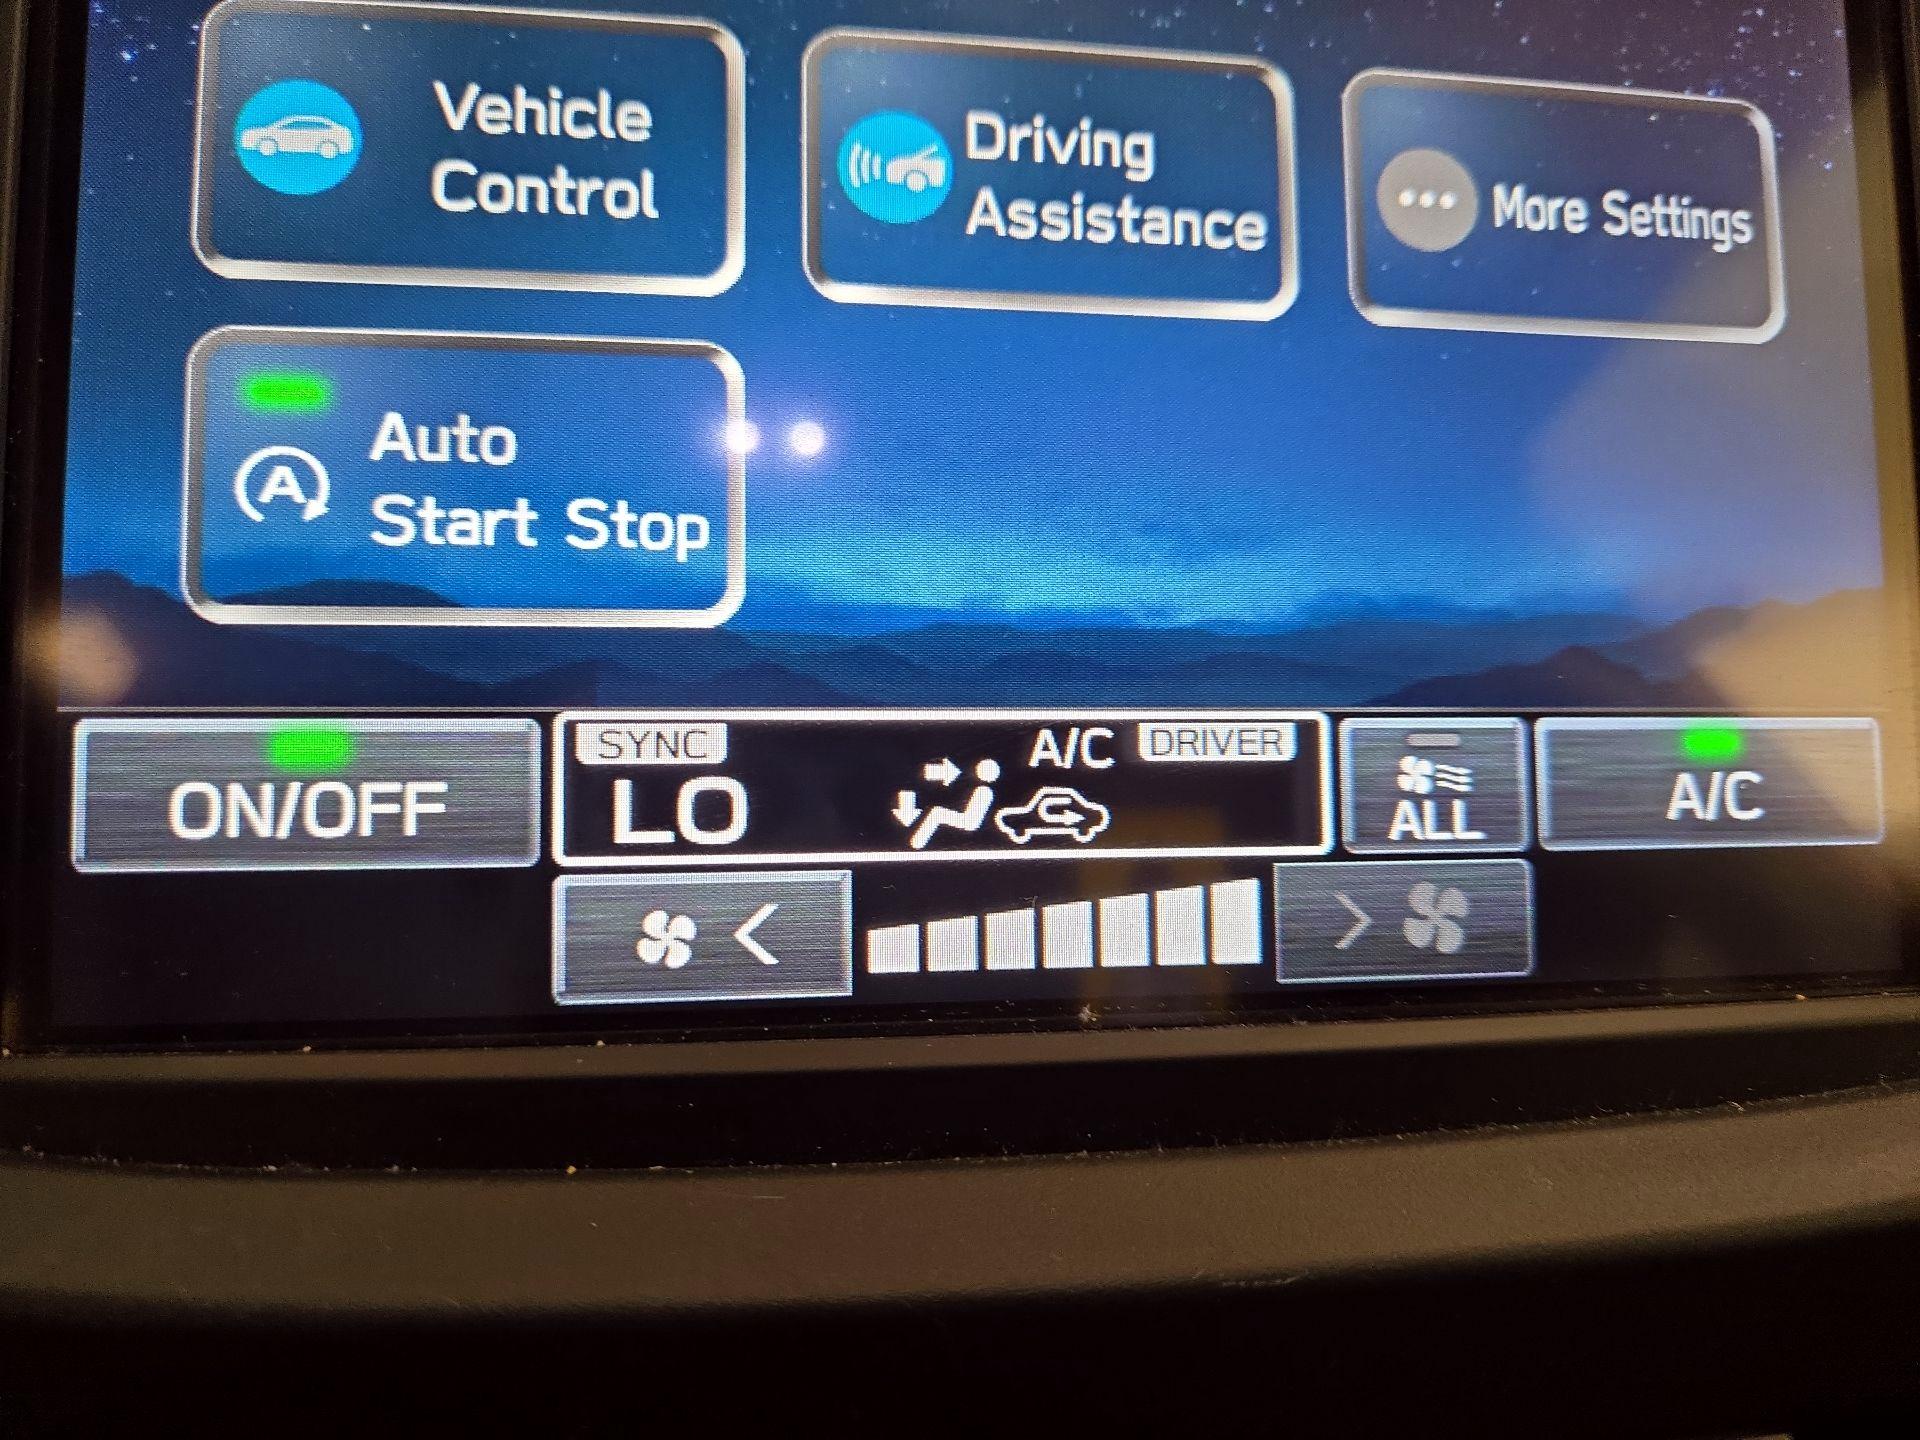 Vehicle
Control
Driving
Assistance
More Settings
A
Auto
Start Stop
ON/OFF
SYNC
LO
A/C
DRIVER
ALL
A/C